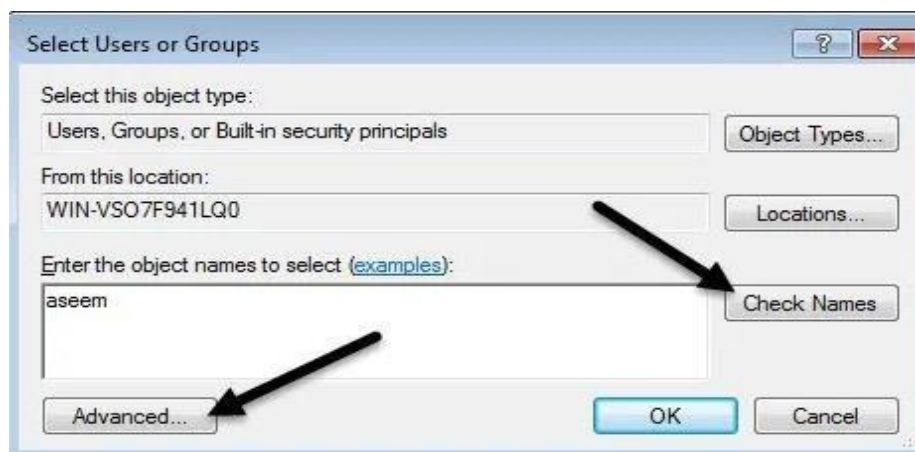 Select Users or Groups
?
Select this object type:
Users, Groups, or Built-in security principals
Object Types...
From this location:
WIN-VSO7F941LQ0
Locations...
Enter the object names to select (examples):
aseem
Check Names
Advanced...
OK
Cancel